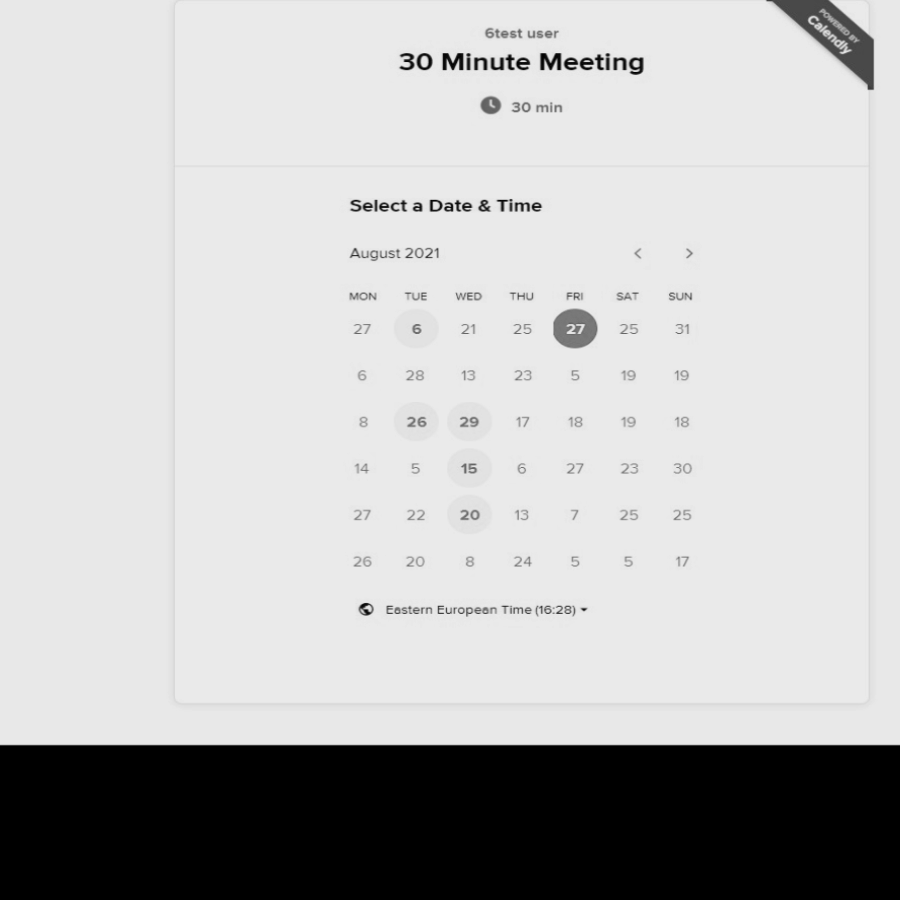 6test user
POWERED BY
Calendly
30 Minute Meeting
30 min
Select a Date & Time
August 2021
MON TUE WED THU FRI SAT SUN
27 6 21 25 27 25 31
6 28 13 23 5 19 19
8 26 29 17 18 19 18
14 5 15 6 27 23 30
27 22 20 13 7 25 25
26 20 8 24 5 5 17
Eastern European Time (16:28)